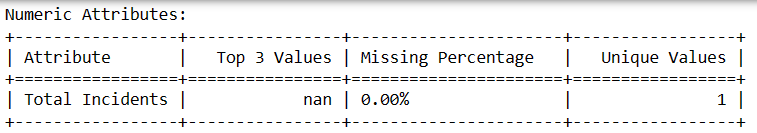 Numeric Attributes:
+-----------------+----------------+----------------------+-----------------+
| Attribute       |   Top 3 Values | Missing Percentage   |   Unique Values |
+=================+================+======================+=================+
| Total Incidents |            nan | 0.00%                |               1 |
+-----------------+----------------+----------------------+-----------------+